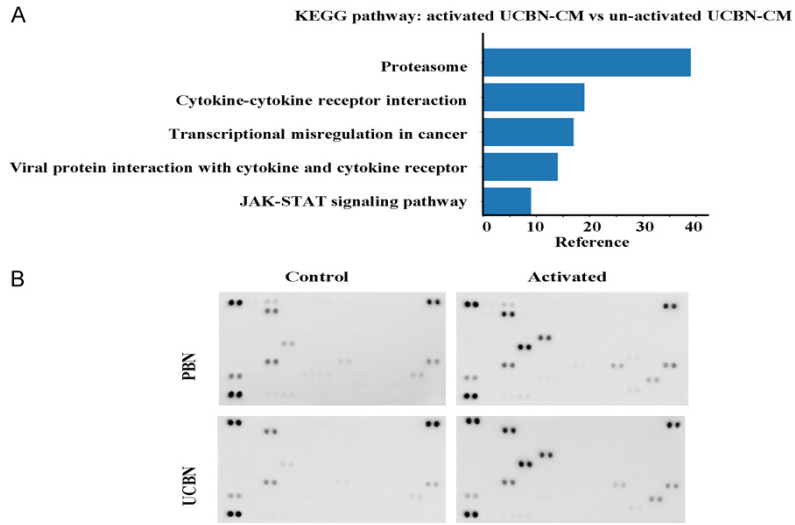 A
KEGG pathway: activated UCBN-CM vs un-activated UCBN-CM
Proteasome
Cytokine-cytokine receptor interaction
Transcriptional misregulation in cancer
Viral protein interaction with cytokine and cytokine receptor
JAK-STAT signaling pathway
0 10 20 30 40
Reference
B
Control Activated
PBN
UCBN